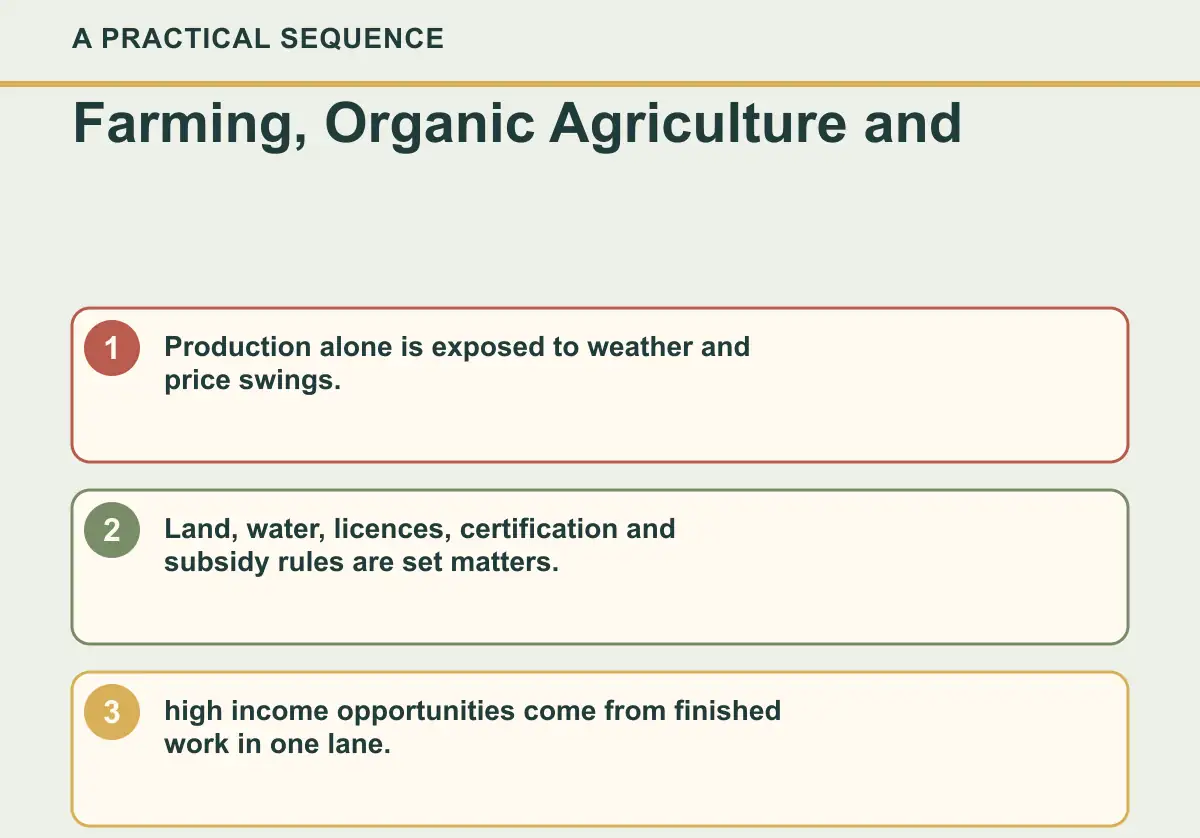 A PRACTICAL SEQUENCE
Farming, Organic Agriculture and
1
Production alone is exposed to weather and
price swings.
2
Land, water, licences, certification and
subsidy rules are set matters.
3
high income opportunities come from finished
work in one lane.